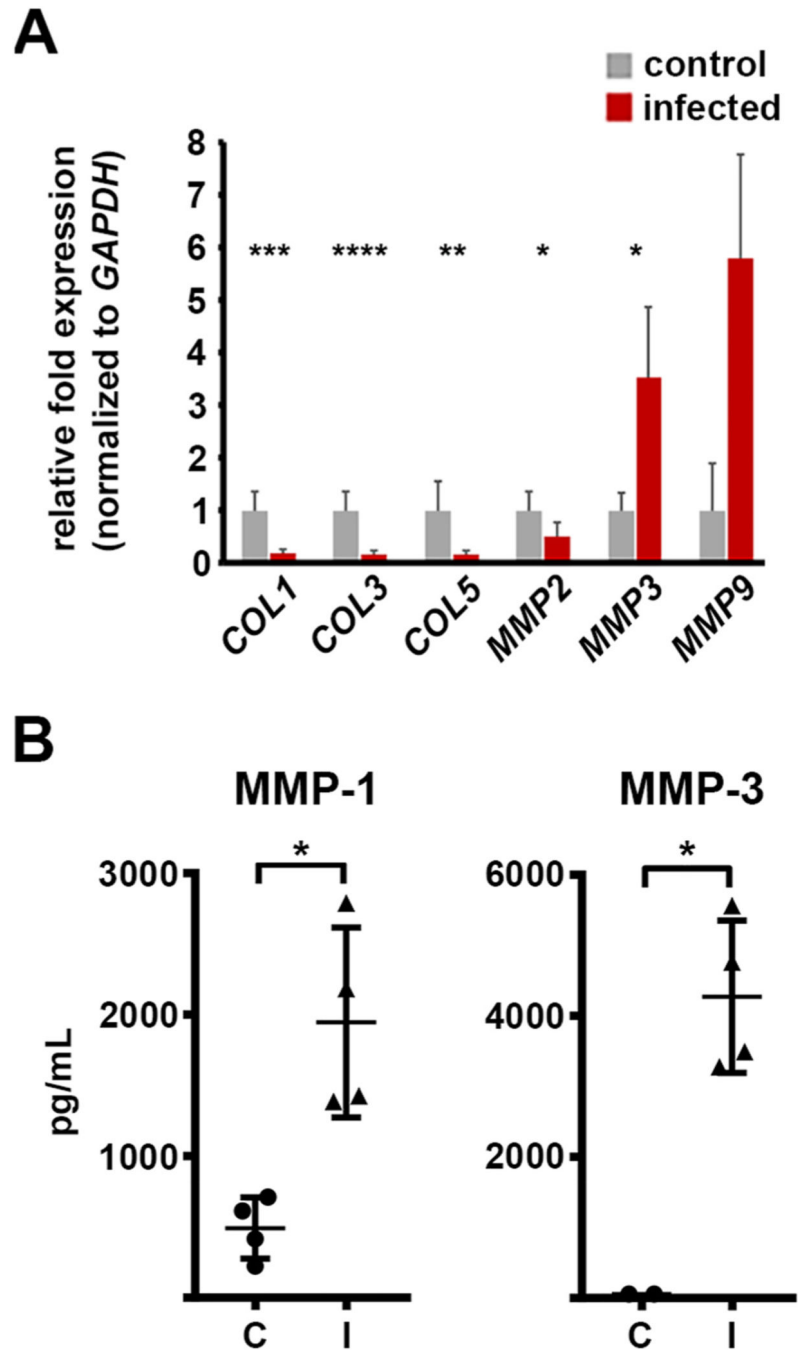 A
control
infected
relative fold expression
(normalized to GAPDH)
8
7
6
5
4
3
2
1
0
*** **** ** * *
COL1 COL3 COL5 MMP2 MMP3 MMP9
B
MMP-1 MMP-3
pg/mL
3000
2000
1000
*
C I
6000
4000
2000
*
C I